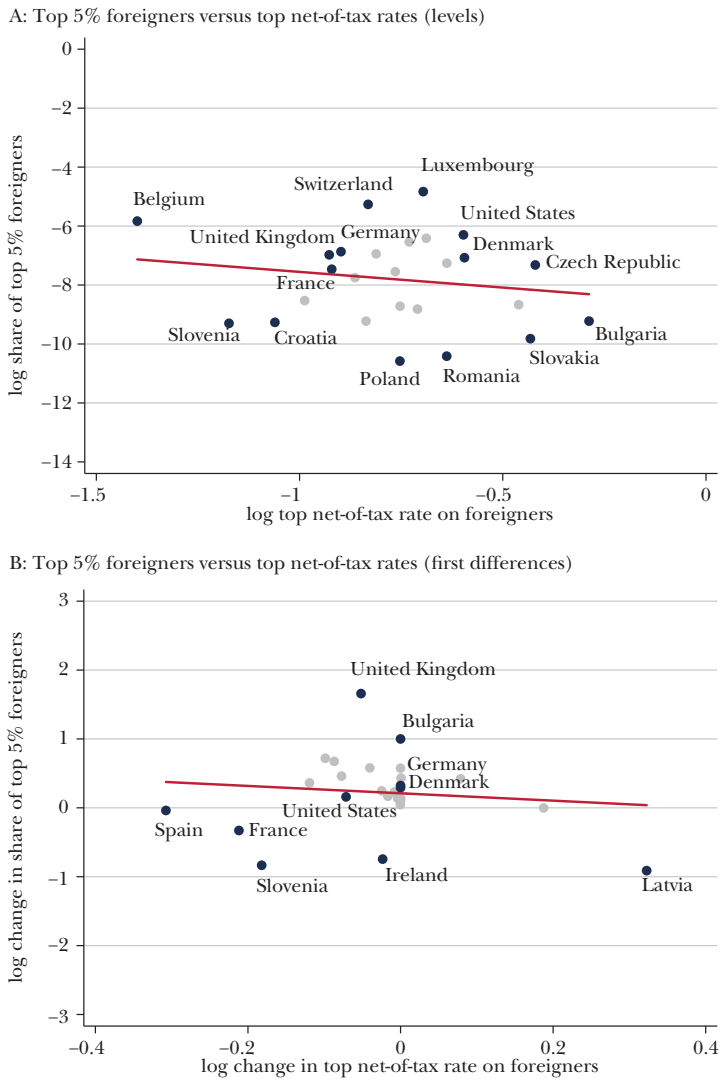 A: Top 5% foreigners versus top net-of-tax rates (levels)
0
−2
−4
−6
−8
−10
−12
−14
log share of top 5% foreigners
Luxembourg
Switzerland
Belgium
United States
United Kingdom
Germany
Denmark
Czech Republic
France
Slovenia
Croatia
Bulgaria
Slovakia
Poland
Romania
−1.5
−1
−0.5
0
log top net-of-tax rate on foreigners
B: Top 5% foreigners versus top net-of-tax rates (first differences)
3
2
1
0
−1
−2
−3
log change in share of top 5% foreigners
United Kingdom
Bulgaria
Germany
Denmark
United States
Spain
France
Slovenia
Ireland
Latvia
−0.4
−0.2
0
0.2
0.4
log change in top net-of-tax rate on foreigners